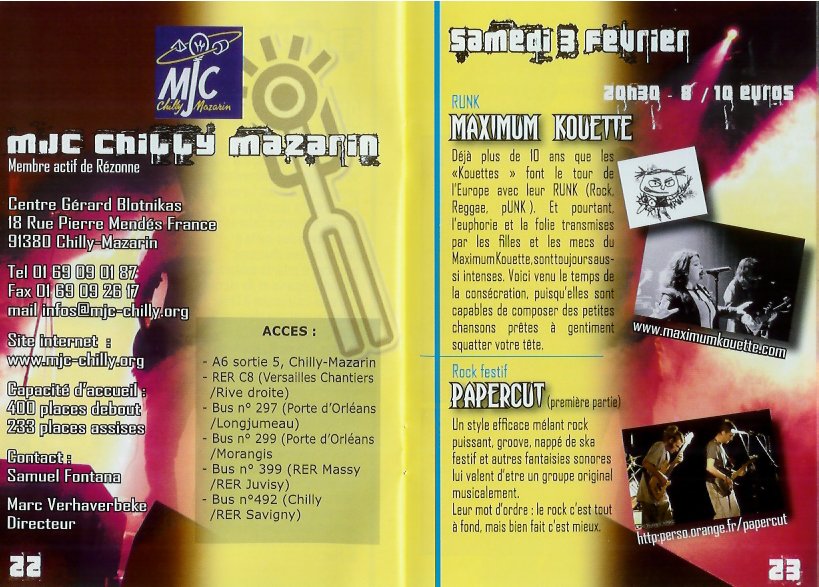 MJC
Chilly Mazarin
MJC Chilly Mazarin
Membre actif de Rézonne
Centre Gérard Blotnikas
18 Rue Pierre Mendés France
91380 Chilly-Mazarin
Tel 01 69 09 01 87
Fax 01 69 09 26 17
mail infos@mjc-chilly.org
Site internet :
www.mjc-chilly.org
Capacité d'accueil :
400 places debout
233 places assises
Contact :
Samuel Fontana
Marc Verhaverbeke
Directeur
ACCES :
- A6 sortie 5, Chilly-Mazarin
- RER C8 (Versailles Chantiers
/Rive droite)
- Bus n° 297 (Porte d'Orléans
/Longjumeau)
- Bus n° 299 (Porte d'Orléans
/Morangis
- Bus n° 399 (RER Massy
/RER Juvisy)
- Bus n°492 (Chilly
/RER Savigny)
22
Samedi 3 Fevrier
20h30 - 8 / 10 euros
RUNK
MAXIMUM KOUETTE
Déjà plus de 10 ans que les
«Kouettes » font le tour de
l'Europe avec leur RUNK (Rock,
Reggae, pUNK ). Et pourtant,
l'euphorie et la folie transmises
par les filles et les mecs du
Maximum Kouette, sont toujours aus-
si intenses. Voici venu le temps de
la consécration, puisqu'elles sont
capables de composer des petites
chansons prêtes à gentiment
squatter votre tête.
www.maximumkouette.com
Rock festif
PAPERCUT (première partie)
Un style efficace mélant rock
puissant, groove, nappé de ska
festif et autres fantaisies sonores
lui valent d'etre un groupe original
musicalement.
Leur mot d'ordre : le rock c'est tout
à fond, mais bien fait c'est mieux.
http:perso.orange.fr/papercut
23